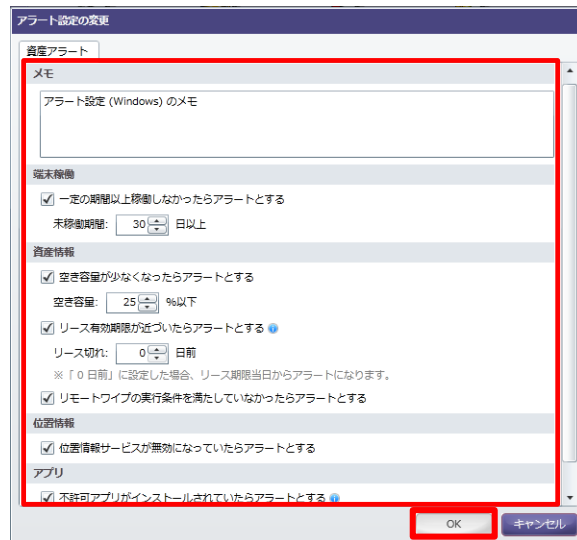 アラート設定の変更
資産アラート
メモ
アラート設定 (Windows) のメモ
端末稼働
一定の期間以上稼働しなかったらアラートとする
未稼働期間: 30 日以上
資産情報
空き容量が少なくなったらアラートとする
空き容量: 25 %以下
リース有効期限が近づいたらアラートとする
リース切れ: 0 日前
※「 0 日前」に設定した場合、リース期限当日からアラートになります。
リモートワイプの実行条件を満たしていなかったらアラートとする
位置情報
位置情報サービスが無効になっていたらアラートとする
アプリ
不許可アプリがインストールされていたらアラートとする
OK キャンセル